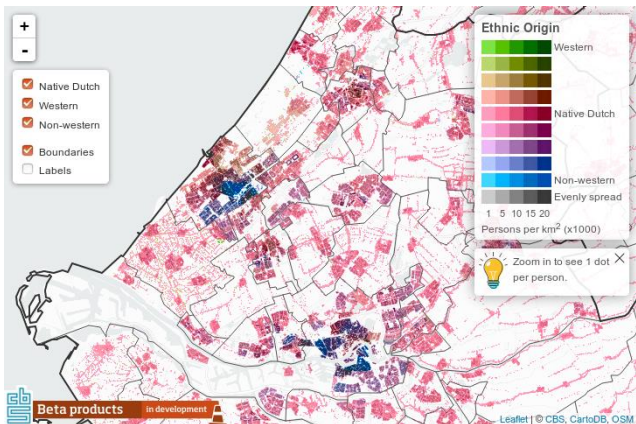 +
-
Native Dutch
Western
Non-western
Boundaries
Labels
Ethnic Origin
Western
Native Dutch
Non-western
Evenly spread
1 5 10 15 20
Persons per km² (x1000)
Zoom in to see 1 dot
per person.
cbs
Beta products in development
Leaflet | © CBS, CartoDB, OSM